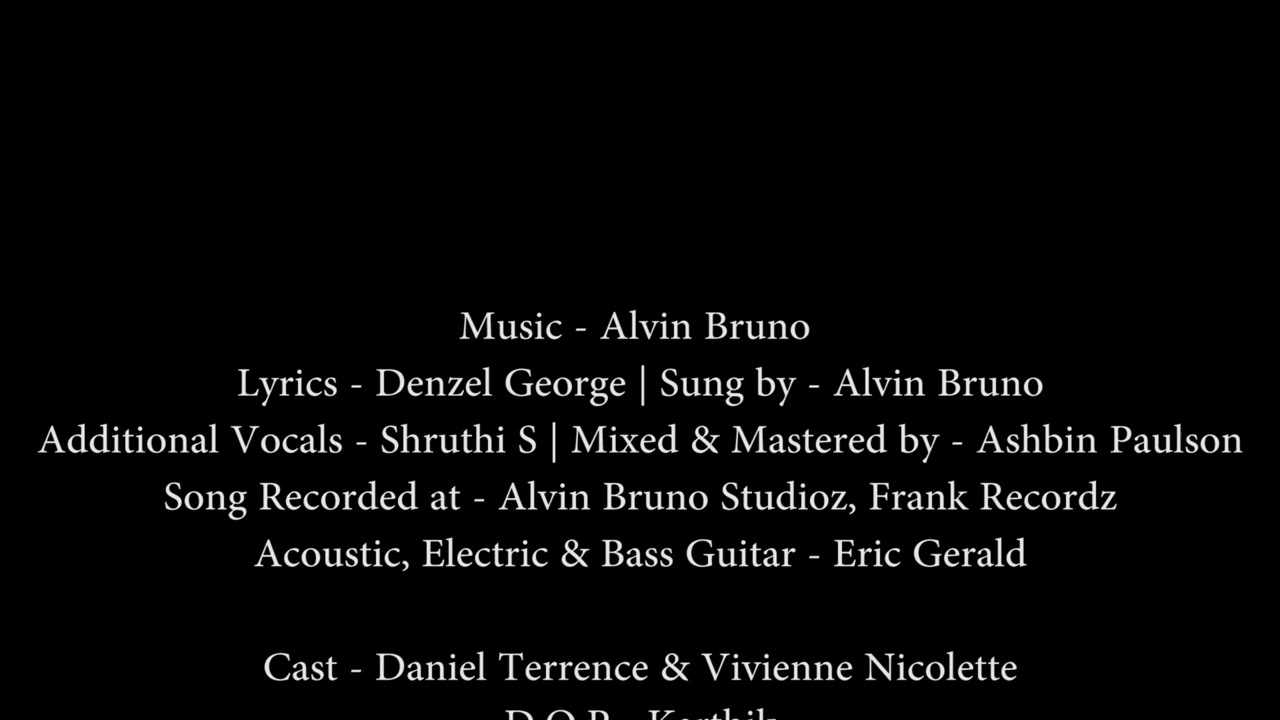 Music - Alvin Bruno
Lyrics - Denzel George | Sung by - Alvin Bruno
Additional Vocals - Shruthi S | Mixed & Mastered by - Ashbin Paulson
Song Recorded at - Alvin Bruno Studioz, Frank Recordz
Acoustic, Electric & Bass Guitar - Eric Gerald
Cast - Daniel Terrence & Vivienne Nicolette
D.O.P - Karthik